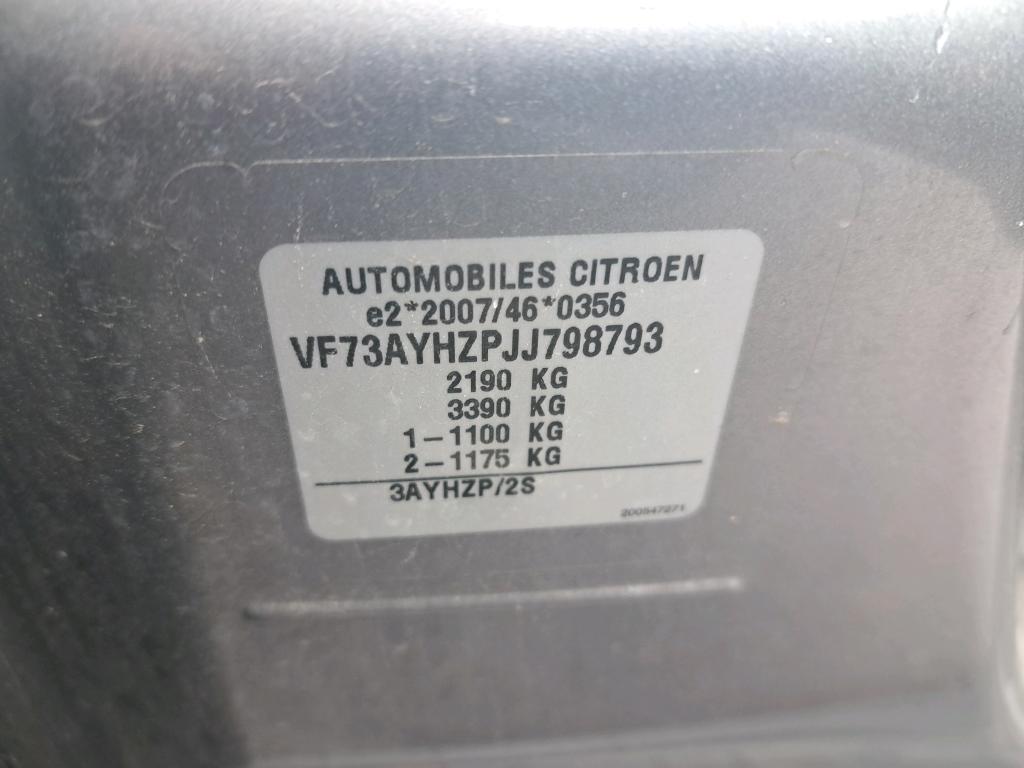 AUTOMOBILES CITROEN
e2*2007/46*0356
VF73AYHZPJJ798793
2190 KG
3390 KG
1-1100 KG
2-1175 KG
3AYHZP/2S
200547271